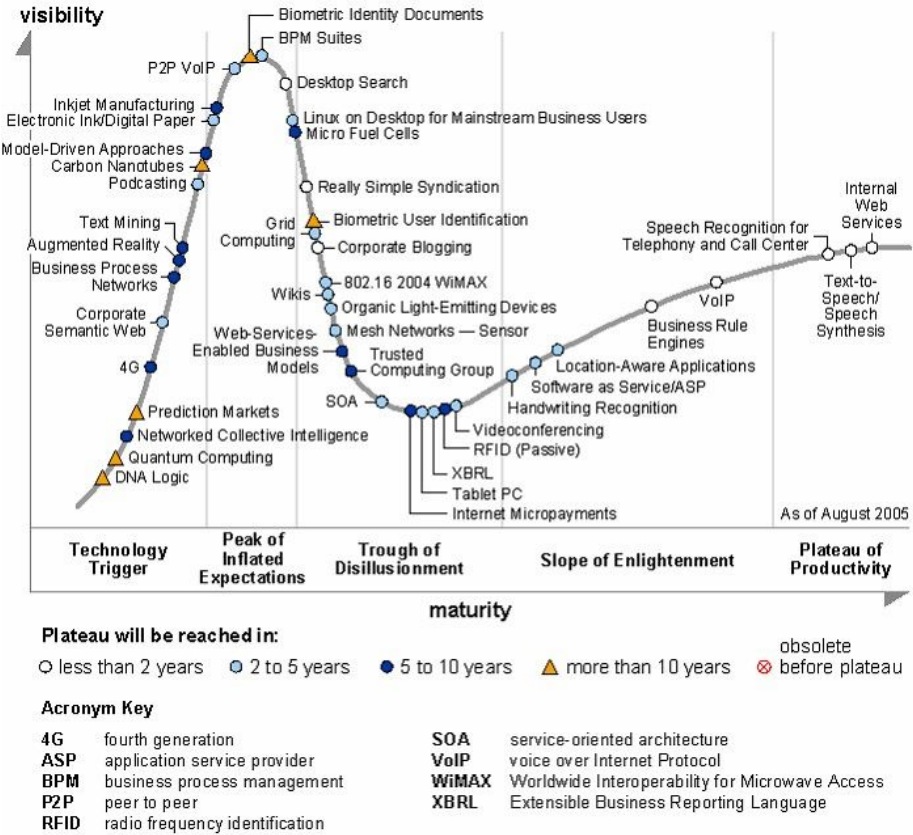 visibility
Biometric Identity Documents
BPM Suites
P2P VoIP
Desktop Search
Inkjet Manufacturing
Electronic Ink/Digital Paper
Linux on Desktop for Mainstream Business Users
Micro Fuel Cells
Model-Driven Approaches
Carbon Nanotubes
Podcasting
Really Simple Syndication
Biometric User Identification
Grid
Computing
Corporate Blogging
Text Mining
Augmented Reality
Business Process
Networks
802.16 2004 WiMAX
Wikis
Organic Light-Emitting Devices
Corporate
Semantic Web
Mesh Networks — Sensor
Web-Services-
Enabled Business
Models
Trusted
Computing Group
4G
SOA
Prediction Markets
Networked Collective Intelligence
Quantum Computing
DNA Logic
Videoconferencing
RFID (Passive)
XBRL
Tablet PC
Internet Micropayments
Handwriting Recognition
Software as Service/ASP
Location-Aware Applications
Business Rule
Engines
VoIP
Speech Recognition for
Telephony and Call Center
Internal
Web
Services
Text-to-
Speech/
Speech
Synthesis
As of August 2005
Technology
Trigger
Peak of
Inflated
Expectations
Trough of
Disillusionment
Slope of Enlightenment
Plateau of
Productivity
maturity
Plateau will be reached in:
less than 2 years
2 to 5 years
5 to 10 years
more than 10 years
obsolete
before plateau
Acronym Key
4G fourth generation
ASP application service provider
BPM business process management
P2P peer to peer
RFID radio frequency identification
SOA service-oriented architecture
VoIP voice over Internet Protocol
WiMAX Worldwide Interoperability for Microwave Access
XBRL Extensible Business Reporting Language